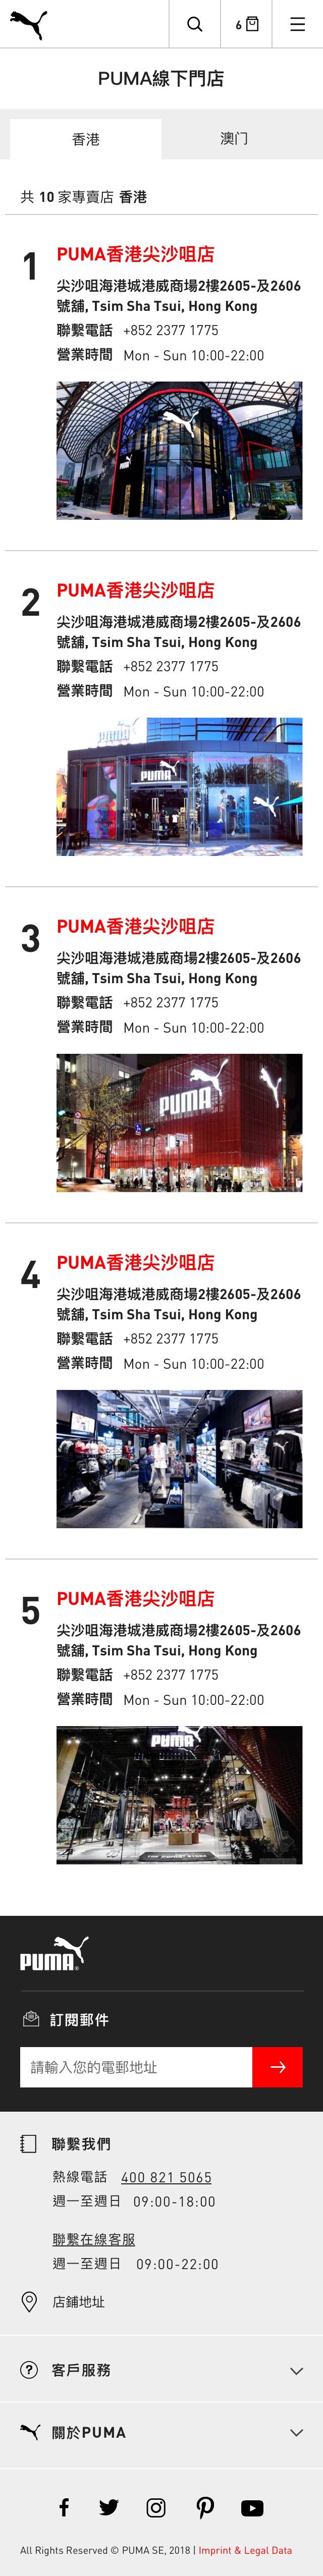 6
PUMA線下門店
香港
澳门
共 10 家專賣店 香港
1
PUMA香港尖沙咀店
尖沙咀海港城港威商場2樓2605-及2606
號舖, Tsim Sha Tsui, Hong Kong
聯繫電話 +852 2377 1775
營業時間 Mon - Sun 10:00-22:00
PUMA
2
PUMA香港尖沙咀店
尖沙咀海港城港威商場2樓2605-及2606
號舖, Tsim Sha Tsui, Hong Kong
聯繫電話 +852 2377 1775
營業時間 Mon - Sun 10:00-22:00
PUMA
3
PUMA香港尖沙咀店
尖沙咀海港城港威商場2樓2605-及2606
號舖, Tsim Sha Tsui, Hong Kong
聯繫電話 +852 2377 1775
營業時間 Mon - Sun 10:00-22:00
PUMA
4
PUMA香港尖沙咀店
尖沙咀海港城港威商場2樓2605-及2606
號舖, Tsim Sha Tsui, Hong Kong
聯繫電話 +852 2377 1775
營業時間 Mon - Sun 10:00-22:00
5
PUMA香港尖沙咀店
尖沙咀海港城港威商場2樓2605-及2606
號舖, Tsim Sha Tsui, Hong Kong
聯繫電話 +852 2377 1775
營業時間 Mon - Sun 10:00-22:00
PUMA
THE PUMA STORE
PUMA®
訂閱郵件
請輸入您的電郵地址
聯繫我們
熱線電話 400 821 5065
週一至週日 09:00-18:00
聯繫在線客服
週一至週日 09:00-22:00
店鋪地址
客戶服務
關於PUMA
All Rights Reserved © PUMA SE, 2018 | Imprint & Legal Data